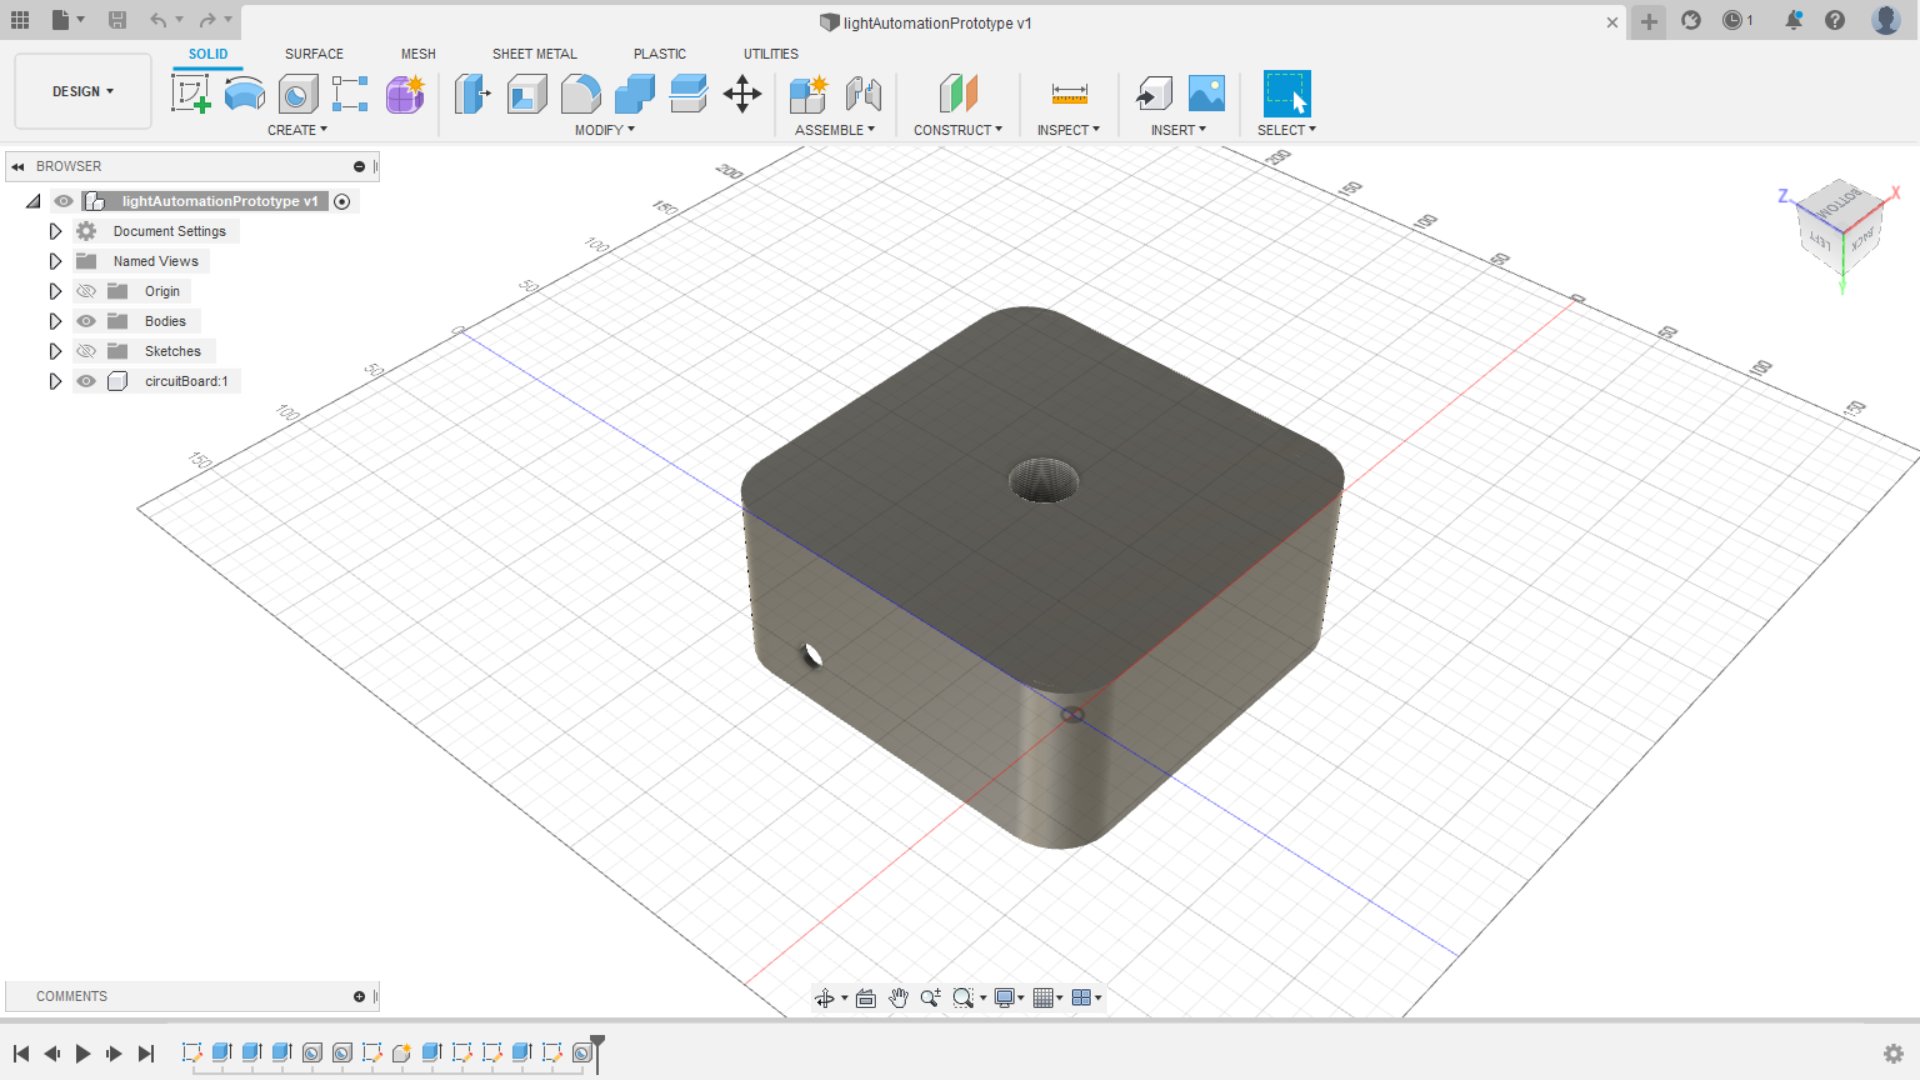 lightAutomationPrototype v1
1
DESIGN
SOLID
SURFACE
MESH
SHEET METAL
PLASTIC
UTILITIES
CREATE
MODIFY
ASSEMBLE
CONSTRUCT
INSPECT
INSERT
SELECT
BROWSER
lightAutomationPrototype v1
Document Settings
Named Views
Origin
Bodies
Sketches
circuitBoard:1
200
150
100
50
0
50
100
150
200
150
100
50
0
50
100
150
Z
X
BOTTOM
LEFT
BACK
Y
COMMENTS